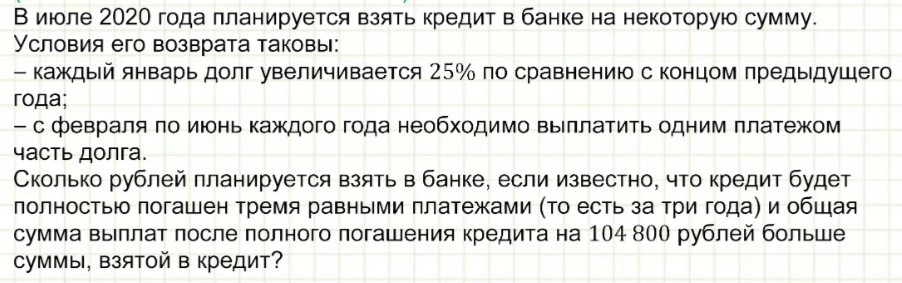 В июле 2020 года планируется взять кредит в банке на некоторую сумму.
Условия его возврата таковы:
– каждый январь долг увеличивается 25% по сравнению с концом предыдущего
года;
– с февраля по июнь каждого года необходимо выплатить одним платежом
часть долга.
Сколько рублей планируется взять в банке, если известно, что кредит будет
полностью погашен тремя равными платежами (то есть за три года) и общая
сумма выплат после полного погашения кредита на 104 800 рублей больше
суммы, взятой в кредит?